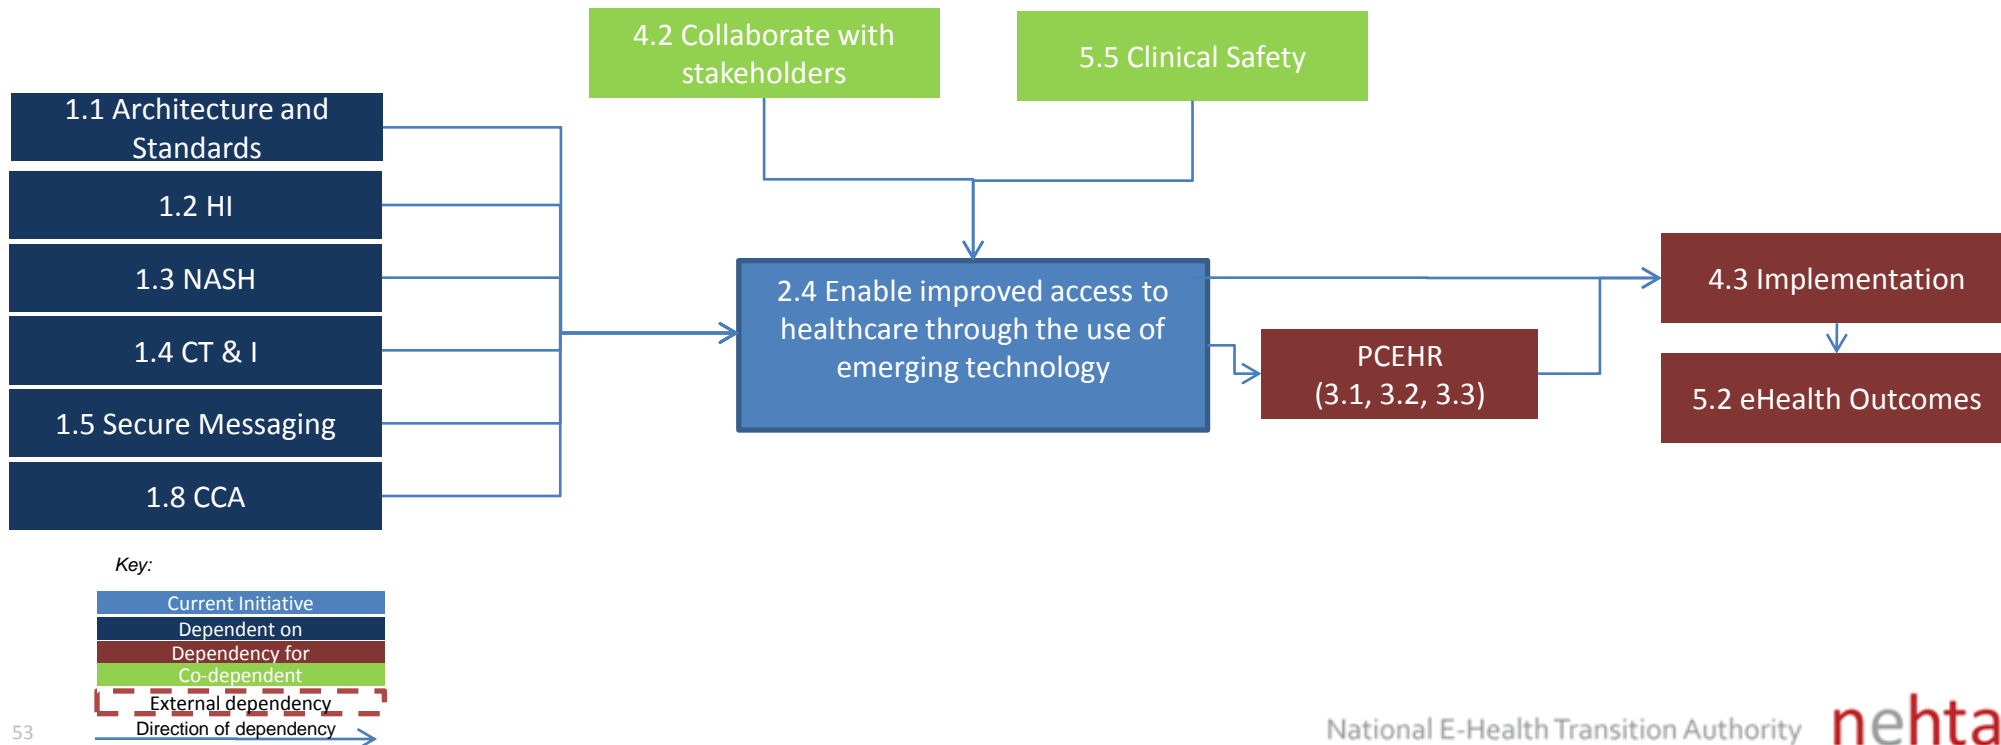 4.2 Collaborate with
stakeholders
5.5 Clinical Safety
1.1 Architecture and
Standards
1.2 HI
1.3 NASH
1.4 CT & I
1.5 Secure Messaging
1.8 CCA
2.4 Enable improved access to
healthcare through the use of
emerging technology
PCEHR
(3.1, 3.2, 3.3)
4.3 Implementation
5.2 eHealth Outcomes
Key:
Current Initiative
Dependent on
Dependency for
Co-dependent
External dependency
Direction of dependency
53
National E-Health Transition Authority
nehta